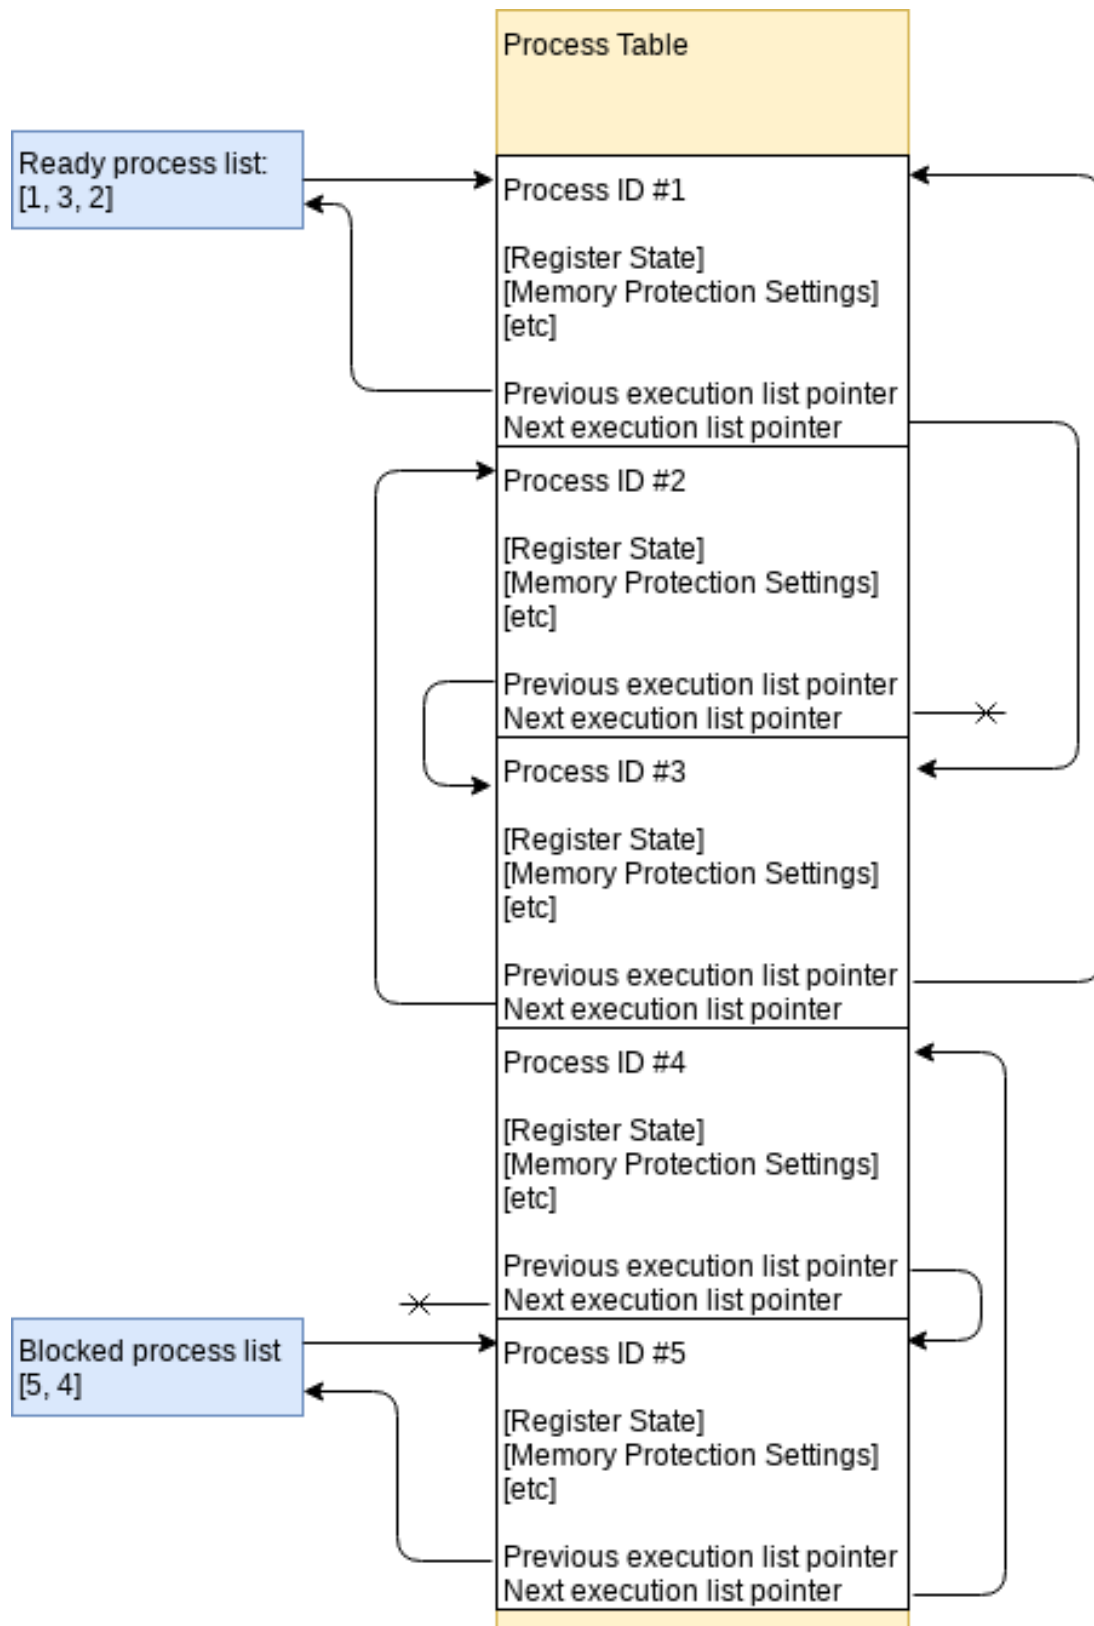 Process Table
Ready process list:
[1, 3, 2]
Process ID #1
[Register State]
[Memory Protection Settings]
[etc]
Previous execution list pointer
Next execution list pointer
Process ID #2
[Register State]
[Memory Protection Settings]
[etc]
Previous execution list pointer
Next execution list pointer
Process ID #3
[Register State]
[Memory Protection Settings]
[etc]
Previous execution list pointer
Next execution list pointer
Process ID #4
[Register State]
[Memory Protection Settings]
[etc]
Previous execution list pointer
Next execution list pointer
Blocked process list
[5, 4]
Process ID #5
[Register State]
[Memory Protection Settings]
[etc]
Previous execution list pointer
Next execution list pointer